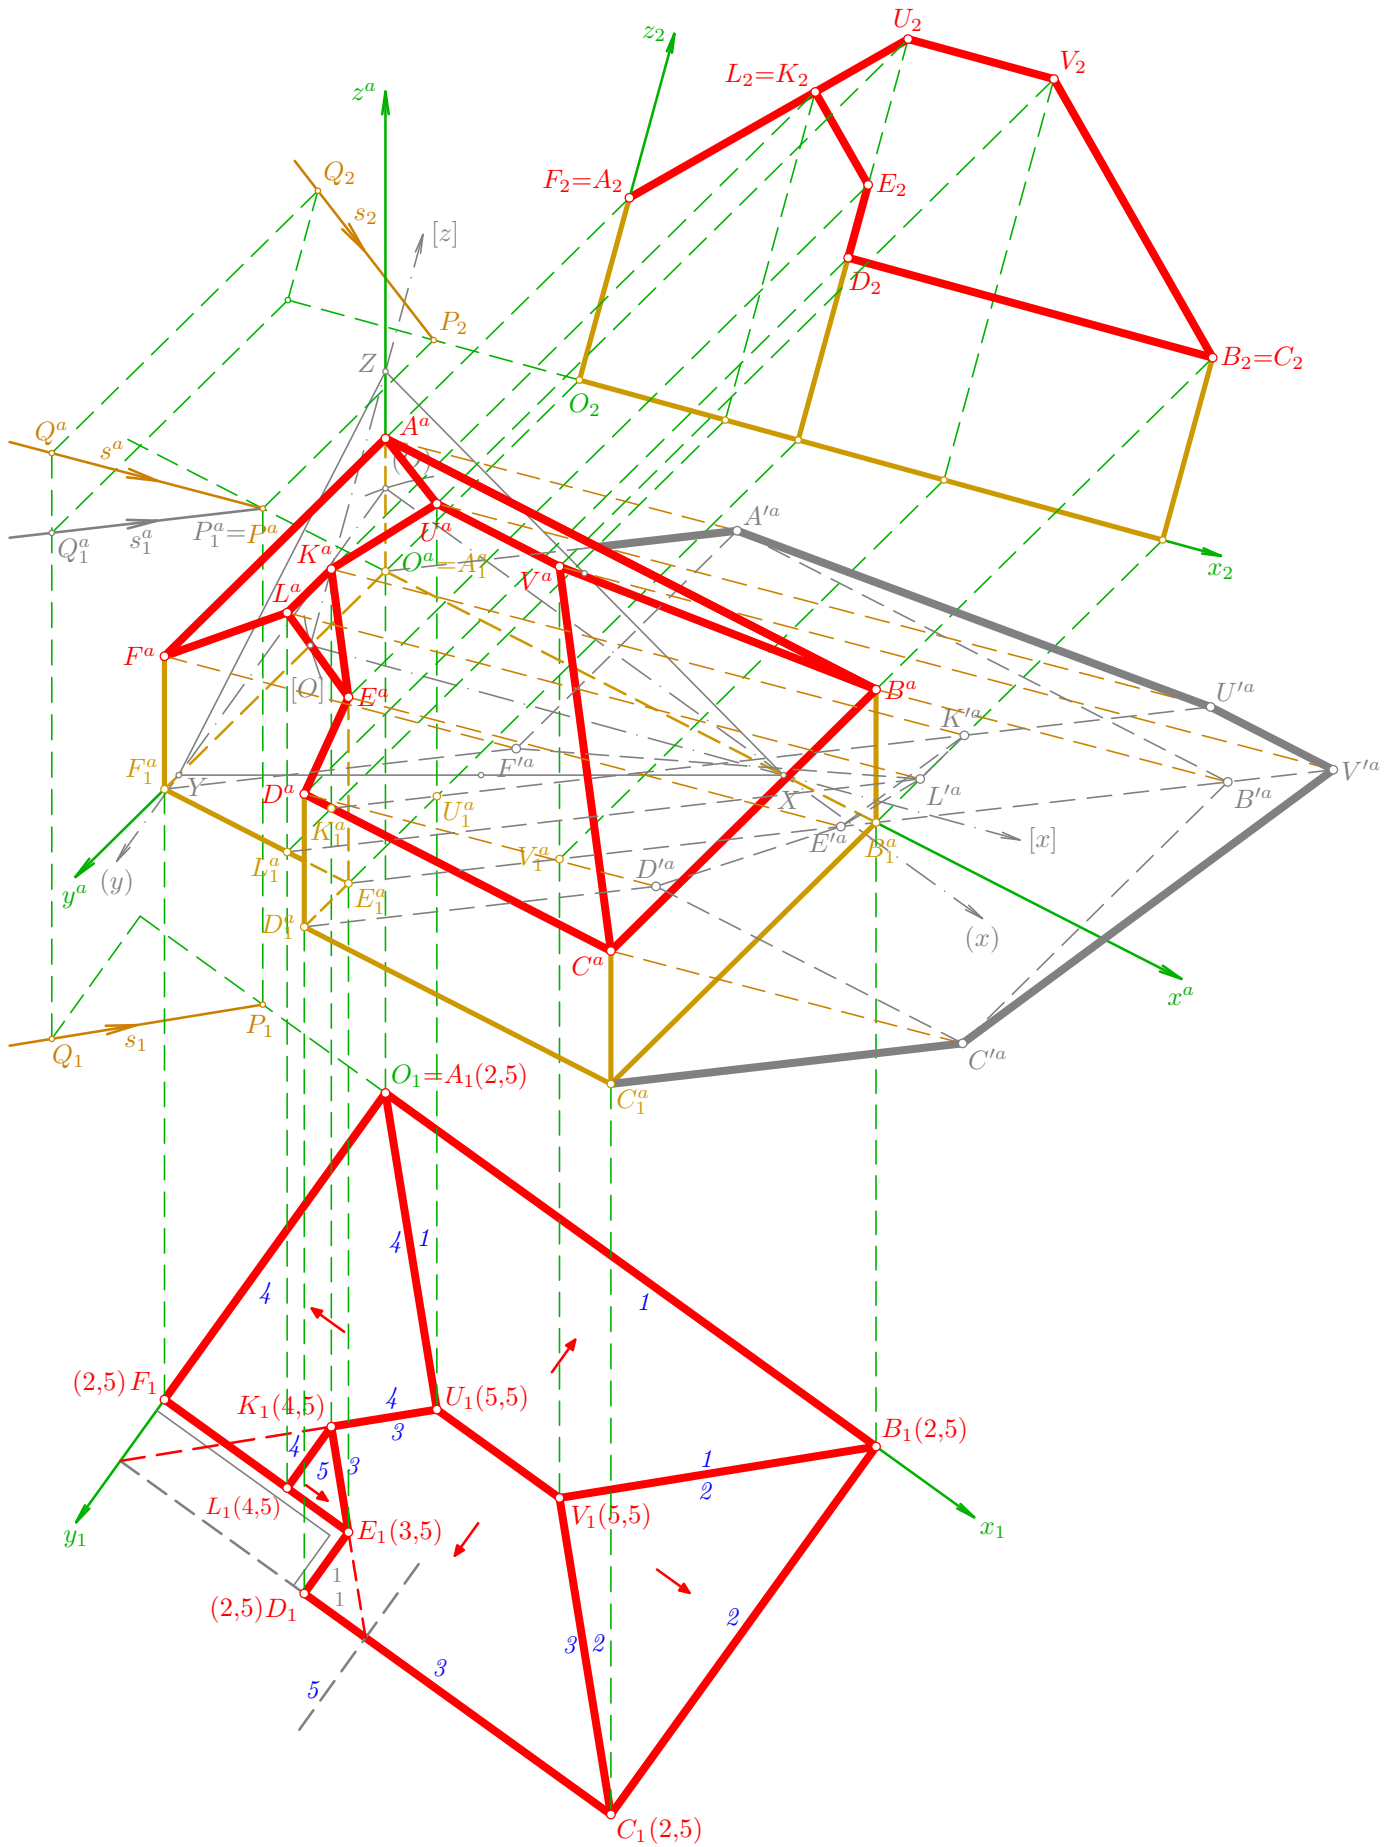 U₂
z₂
V₂
L₂=K₂
zᵃ
Q₂
F₂=A₂
E₂
s₂
[z]
D₂
P₂
B₂=C₂
Z
O₂
Qᵃ
sᵃ
Aᵃ
A′ᵃ
P₁ᵃ=Pᵃ
Uᵃ
s₁ᵃ
Q₁ᵃ
Kᵃ
Oᵃ=A₁ᵃ
x₂
Vᵃ
Lᵃ
Fᵃ
[O]
Eᵃ
Bᵃ
U′ᵃ
K′ᵃ
F₁ᵃ
Y
F′ᵃ
V′ᵃ
Dᵃ
X
L′ᵃ
B′ᵃ
K₁ᵃ
U₁ᵃ
E′ᵃ
[x]
B₁ᵃ
V₁ᵃ
L₁ᵃ
D′ᵃ
yᵃ
(y)
E₁ᵃ
D₁ᵃ
(x)
Cᵃ
xᵃ
P₁
s₁
Q₁
C′ᵃ
O₁=A₁(2,5)
C₁ᵃ
4
1
4
1
(2,5) F₁
4
U₁(5,5)
K₁(4,5)
3
B₁(2,5)
4
5
3
1
2
L₁(4,5)
V₁(5,5)
y₁
E₁(3,5)
x₁
1
1
(2,5)D₁
2
3
2
3
5
C₁(2,5)